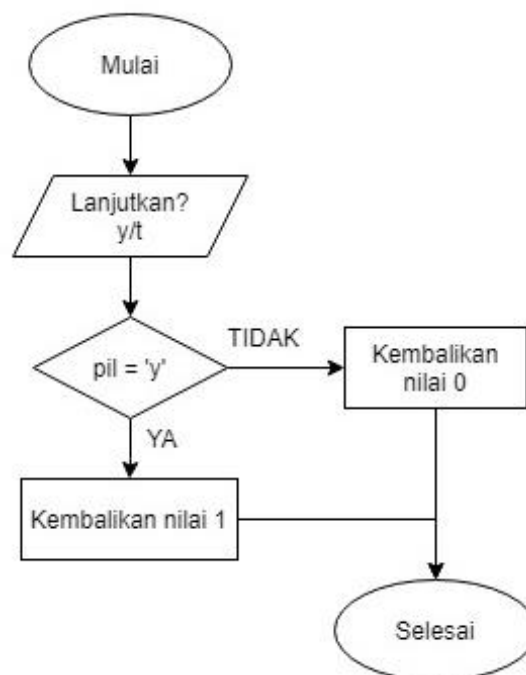 Mulai
Lanjutkan?
y/t
pil = 'y'
TIDAK
Kembalikan
nilai 0
YA
Kembalikan nilai 1
Selesai